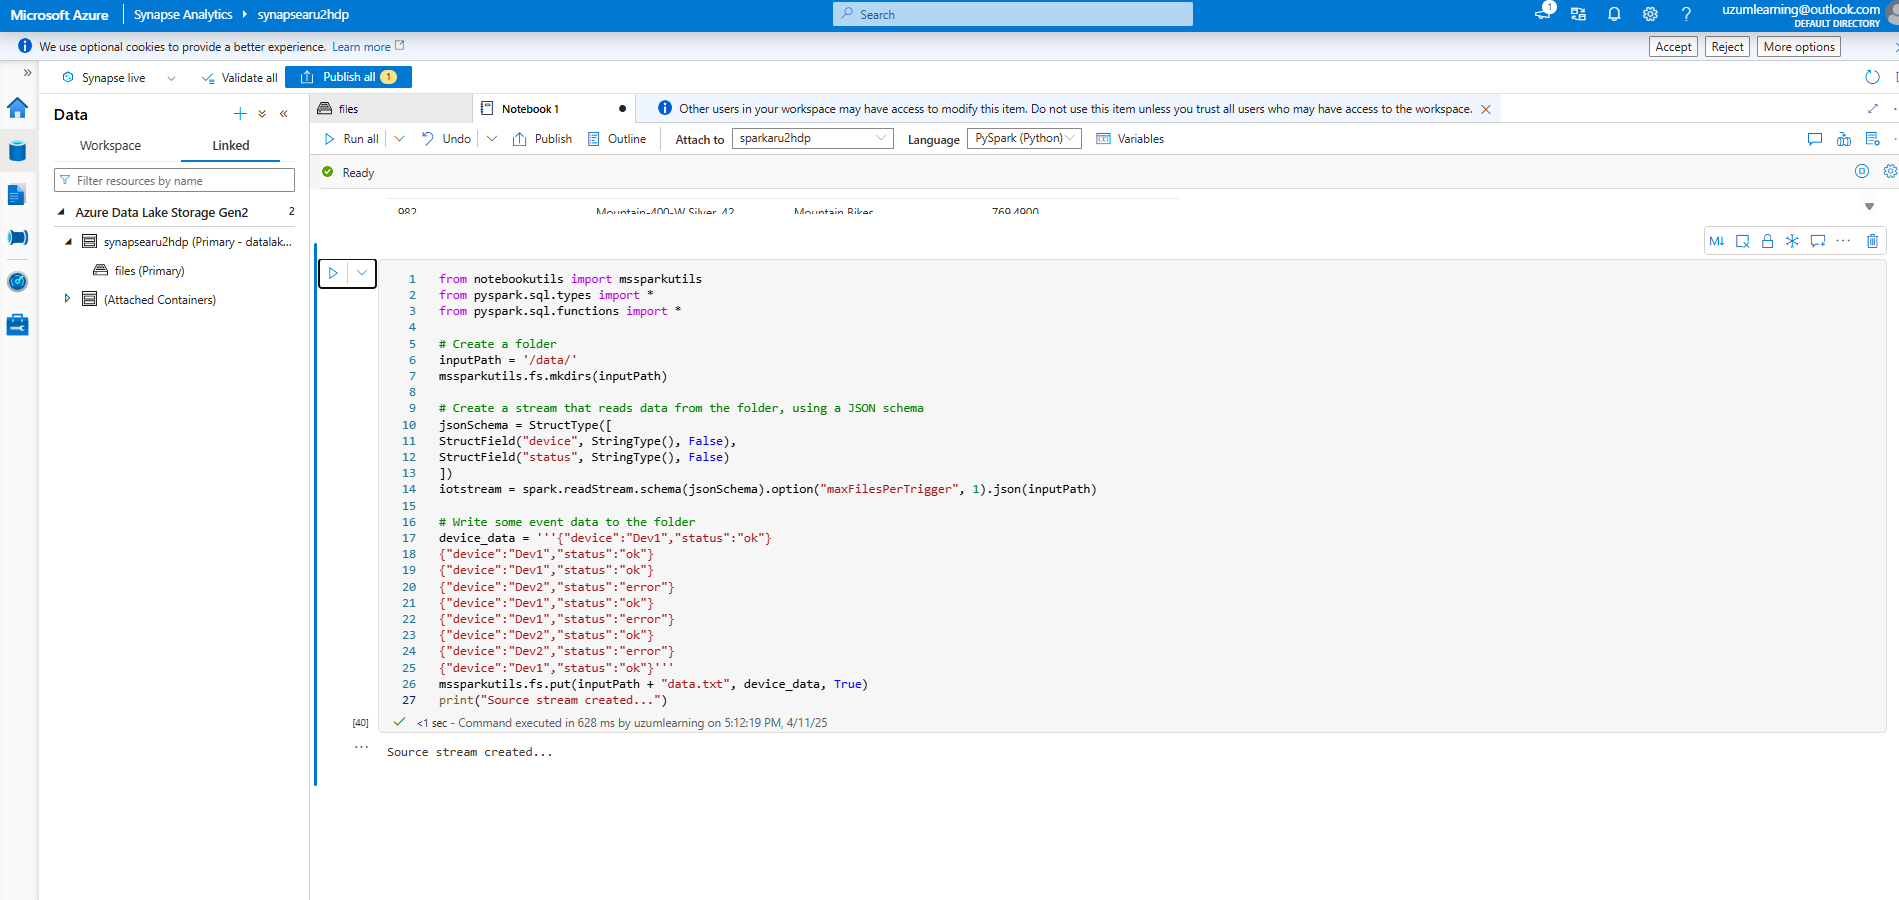 Microsoft Azure
Synapse Analytics
synapsearu2hdp
Search
1
uzumlearning@outlook.com
DEFAULT DIRECTORY
We use optional cookies to provide a better experience. Learn more
Accept
Reject
More options
Synapse live
Validate all
Publish all 1
Data
Workspace
Linked
Filter resources by name
Azure Data Lake Storage Gen2 2
synapsearu2hdp (Primary - datalak...
files (Primary)
(Attached Containers)
files
Notebook 1
Other users in your workspace may have access to modify this item. Do not use this item unless you trust all users who may have access to the workspace.
Run all
Undo
Publish
Outline
Attach to
sparkaru2hdp
Language
PySpark (Python)
Variables
Ready
982 Mountain-400-W Silver, 42 Mountain Bikes 769.4900
M↓
1 from notebookutils import mssparkutils
2 from pyspark.sql.types import *
3 from pyspark.sql.functions import *
4
5 # Create a folder
6 inputPath = '/data/'
7 mssparkutils.fs.mkdirs(inputPath)
8
9 # Create a stream that reads data from the folder, using a JSON schema
10 jsonSchema = StructType([
11 StructField("device", StringType(), False),
12 StructField("status", StringType(), False)
13 ])
14 iotstream = spark.readStream.schema(jsonSchema).option("maxFilesPerTrigger", 1).json(inputPath)
15
16 # Write some event data to the folder
17 device_data = '''{"device":"Dev1","status":"ok"}
18 {"device":"Dev1","status":"ok"}
19 {"device":"Dev1","status":"ok"}
20 {"device":"Dev2","status":"error"}
21 {"device":"Dev1","status":"ok"}
22 {"device":"Dev1","status":"error"}
23 {"device":"Dev2","status":"ok"}
24 {"device":"Dev2","status":"error"}
25 {"device":"Dev1","status":"ok"}'''
26 mssparkutils.fs.put(inputPath + "data.txt", device_data, True)
27 print("Source stream created...")
[40] <1 sec - Command executed in 628 ms by uzumlearning on 5:12:19 PM, 4/11/25
Source stream created...